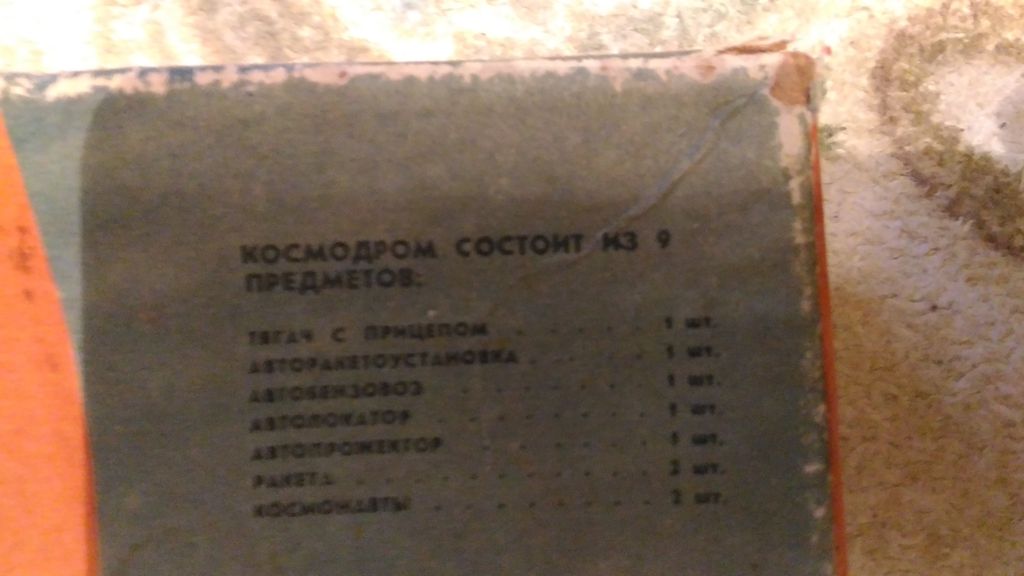 КОСМОДРОМ СОСТОИТ ИЗ 9
ПРЕДМЕТОВ:
ТЯГАЧ С ПРИЦЕПОМ . . . . . 1 шт.
АВТОРАКЕТОУСТАНОВКА . . . . . 1 шт.
АВТОБЕНЗОВОЗ . . . . . . . 1 шт.
АВТОЛОКАТОР . . . . . . . . 1 шт.
АВТОПРОЖЕКТОР . . . . . . 1 шт.
РАКЕТА . . . . . . . . . . 2 шт.
КОСМОНАВТЫ . . . . . . . . 2 шт.